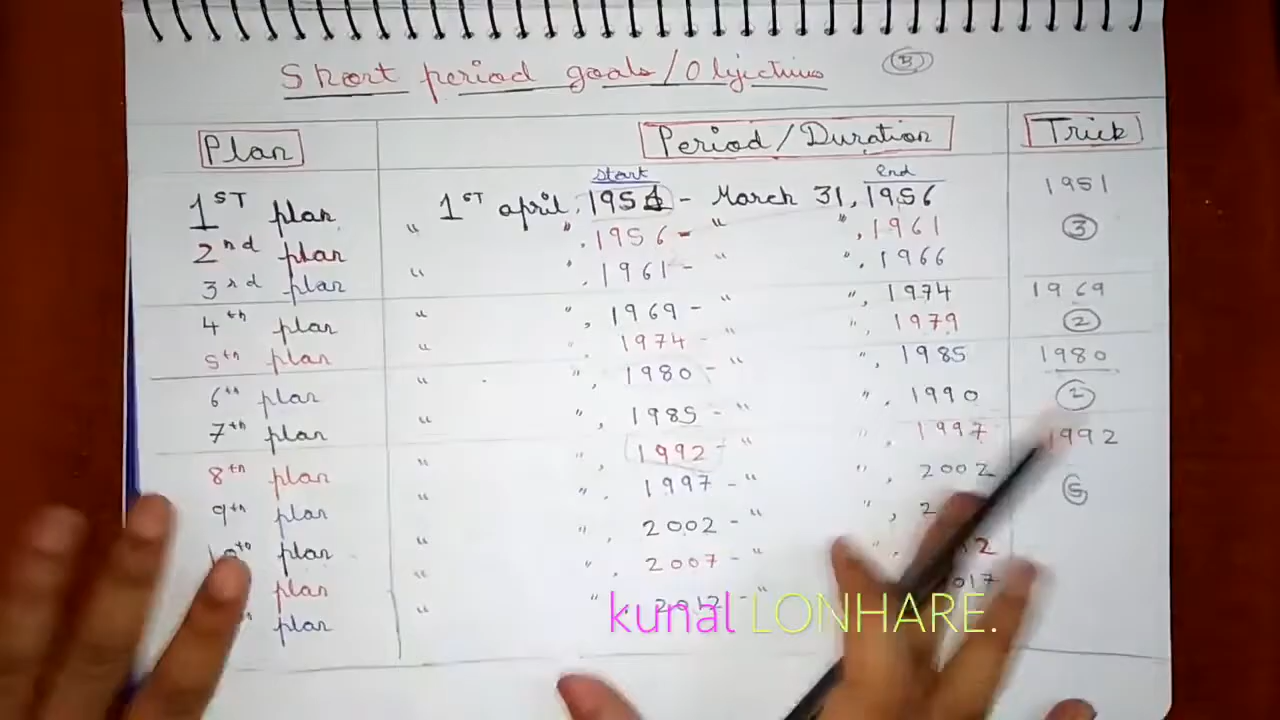 Short period goals/Objectives (B)
Plan Period/Duration Trick
start end
1ST plan 1ST april, 1951 - March 31, 1956 1951
2nd plan " ", 1956 - " ", 1961 3
3rd plan " ", 1961 - " ", 1966
4th plan " ", 1969 - " ", 1974 1969
5th plan " ", 1974 - " ", 1979 2
6th plan " ", 1980 - " ", 1985 1980
7th plan " ", 1985 - " ", 1990 2
8th plan " ", 1992 - " ", 1997 1992
9th plan " ", 1997 - " ", 2002 5
plan " ", 2002 - " ",
plan " ", 2007 - "
plan " ", 2012 - "
kunal LONHARE.